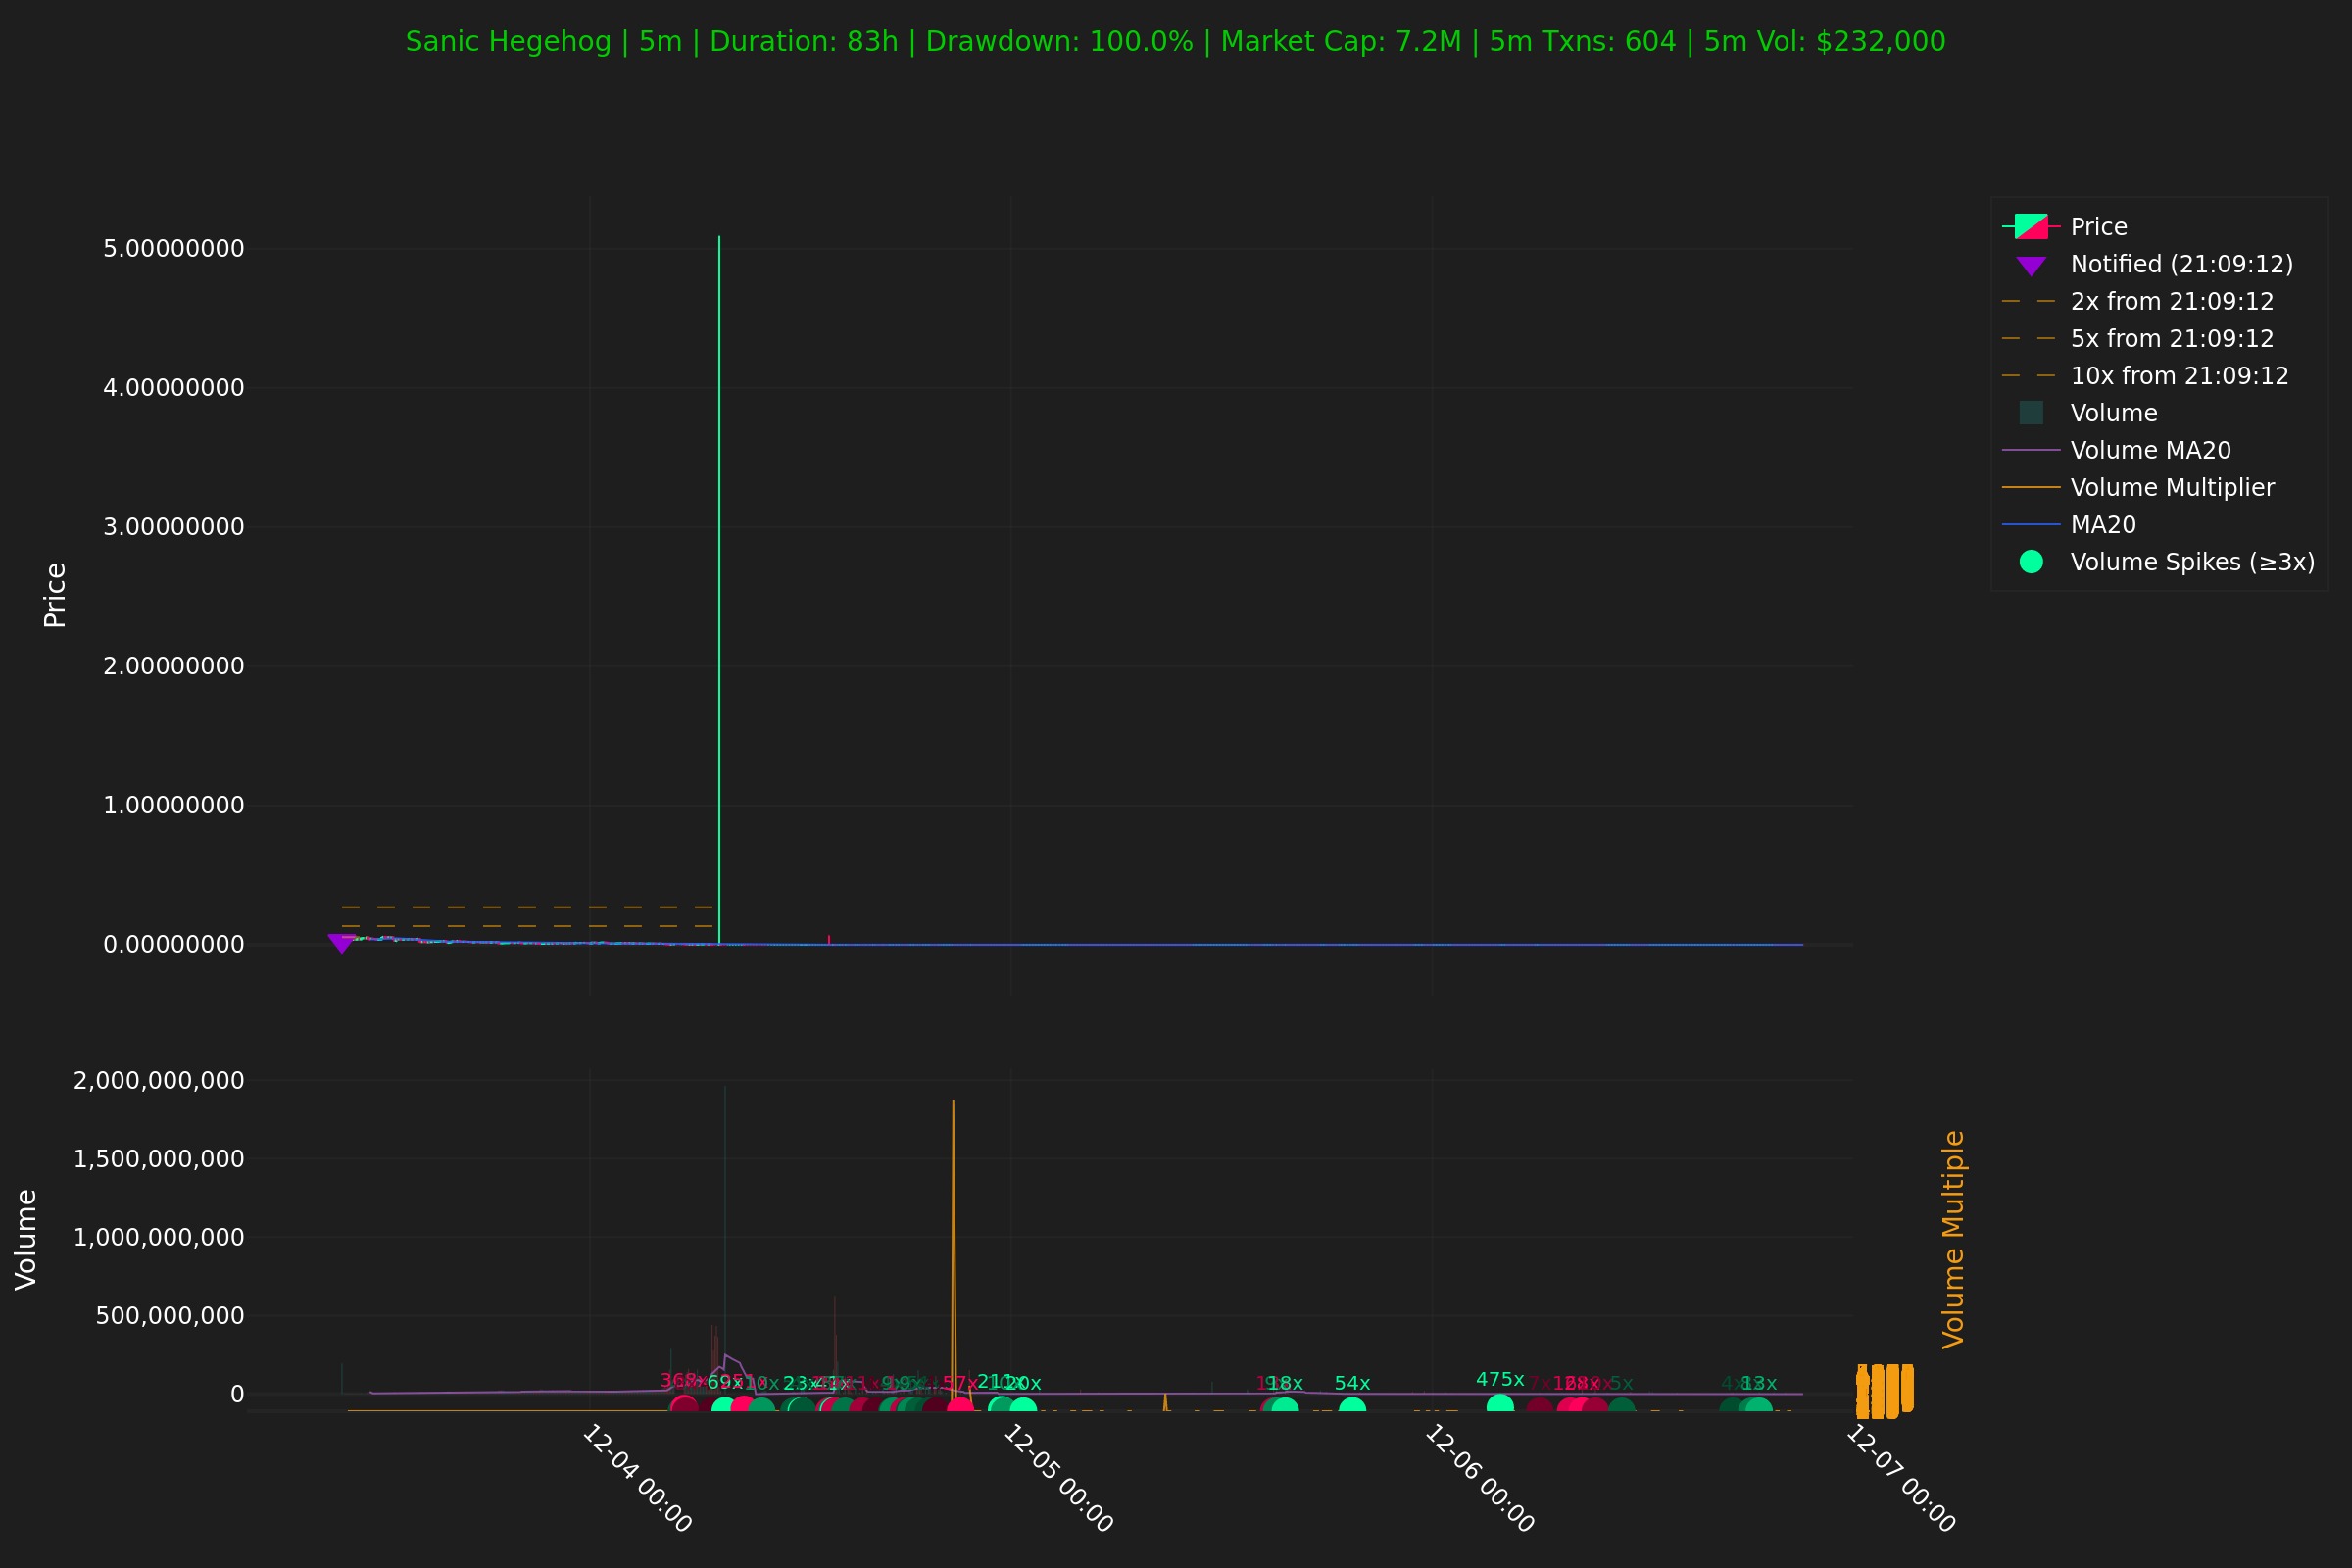 Sanic Hegehog | 5m | Duration: 83h | Drawdown: 100.0% | Market Cap: 7.2M | 5m Txns: 604 | 5m Vol: $232,000
Price
5.00000000
4.00000000
3.00000000
2.00000000
1.00000000
0.00000000
Price
Notified (21:09:12)
2x from 21:09:12
5x from 21:09:12
10x from 21:09:12
Volume
Volume MA20
Volume Multiplier
MA20
Volume Spikes (≥3x)
Volume
2,000,000,000
1,500,000,000
1,000,000,000
500,000,000
0
69x
23x
57x
18x
54x
475x
5x
13x
Volume Multiple
12-04 00:00
12-05 00:00
12-06 00:00
12-07 00:00